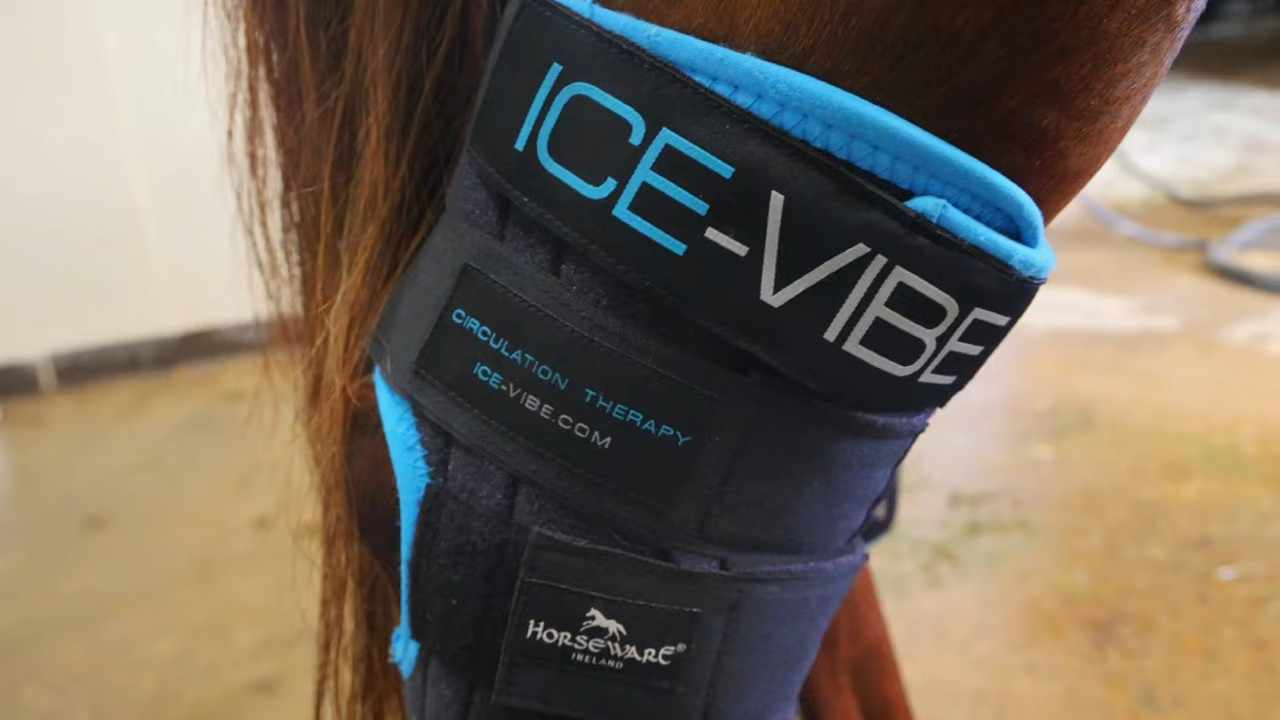 ICE-VIBE
CIRCULATION THERAPY
ICE-VIBE.COM
HORSEWARE®
IRELAND